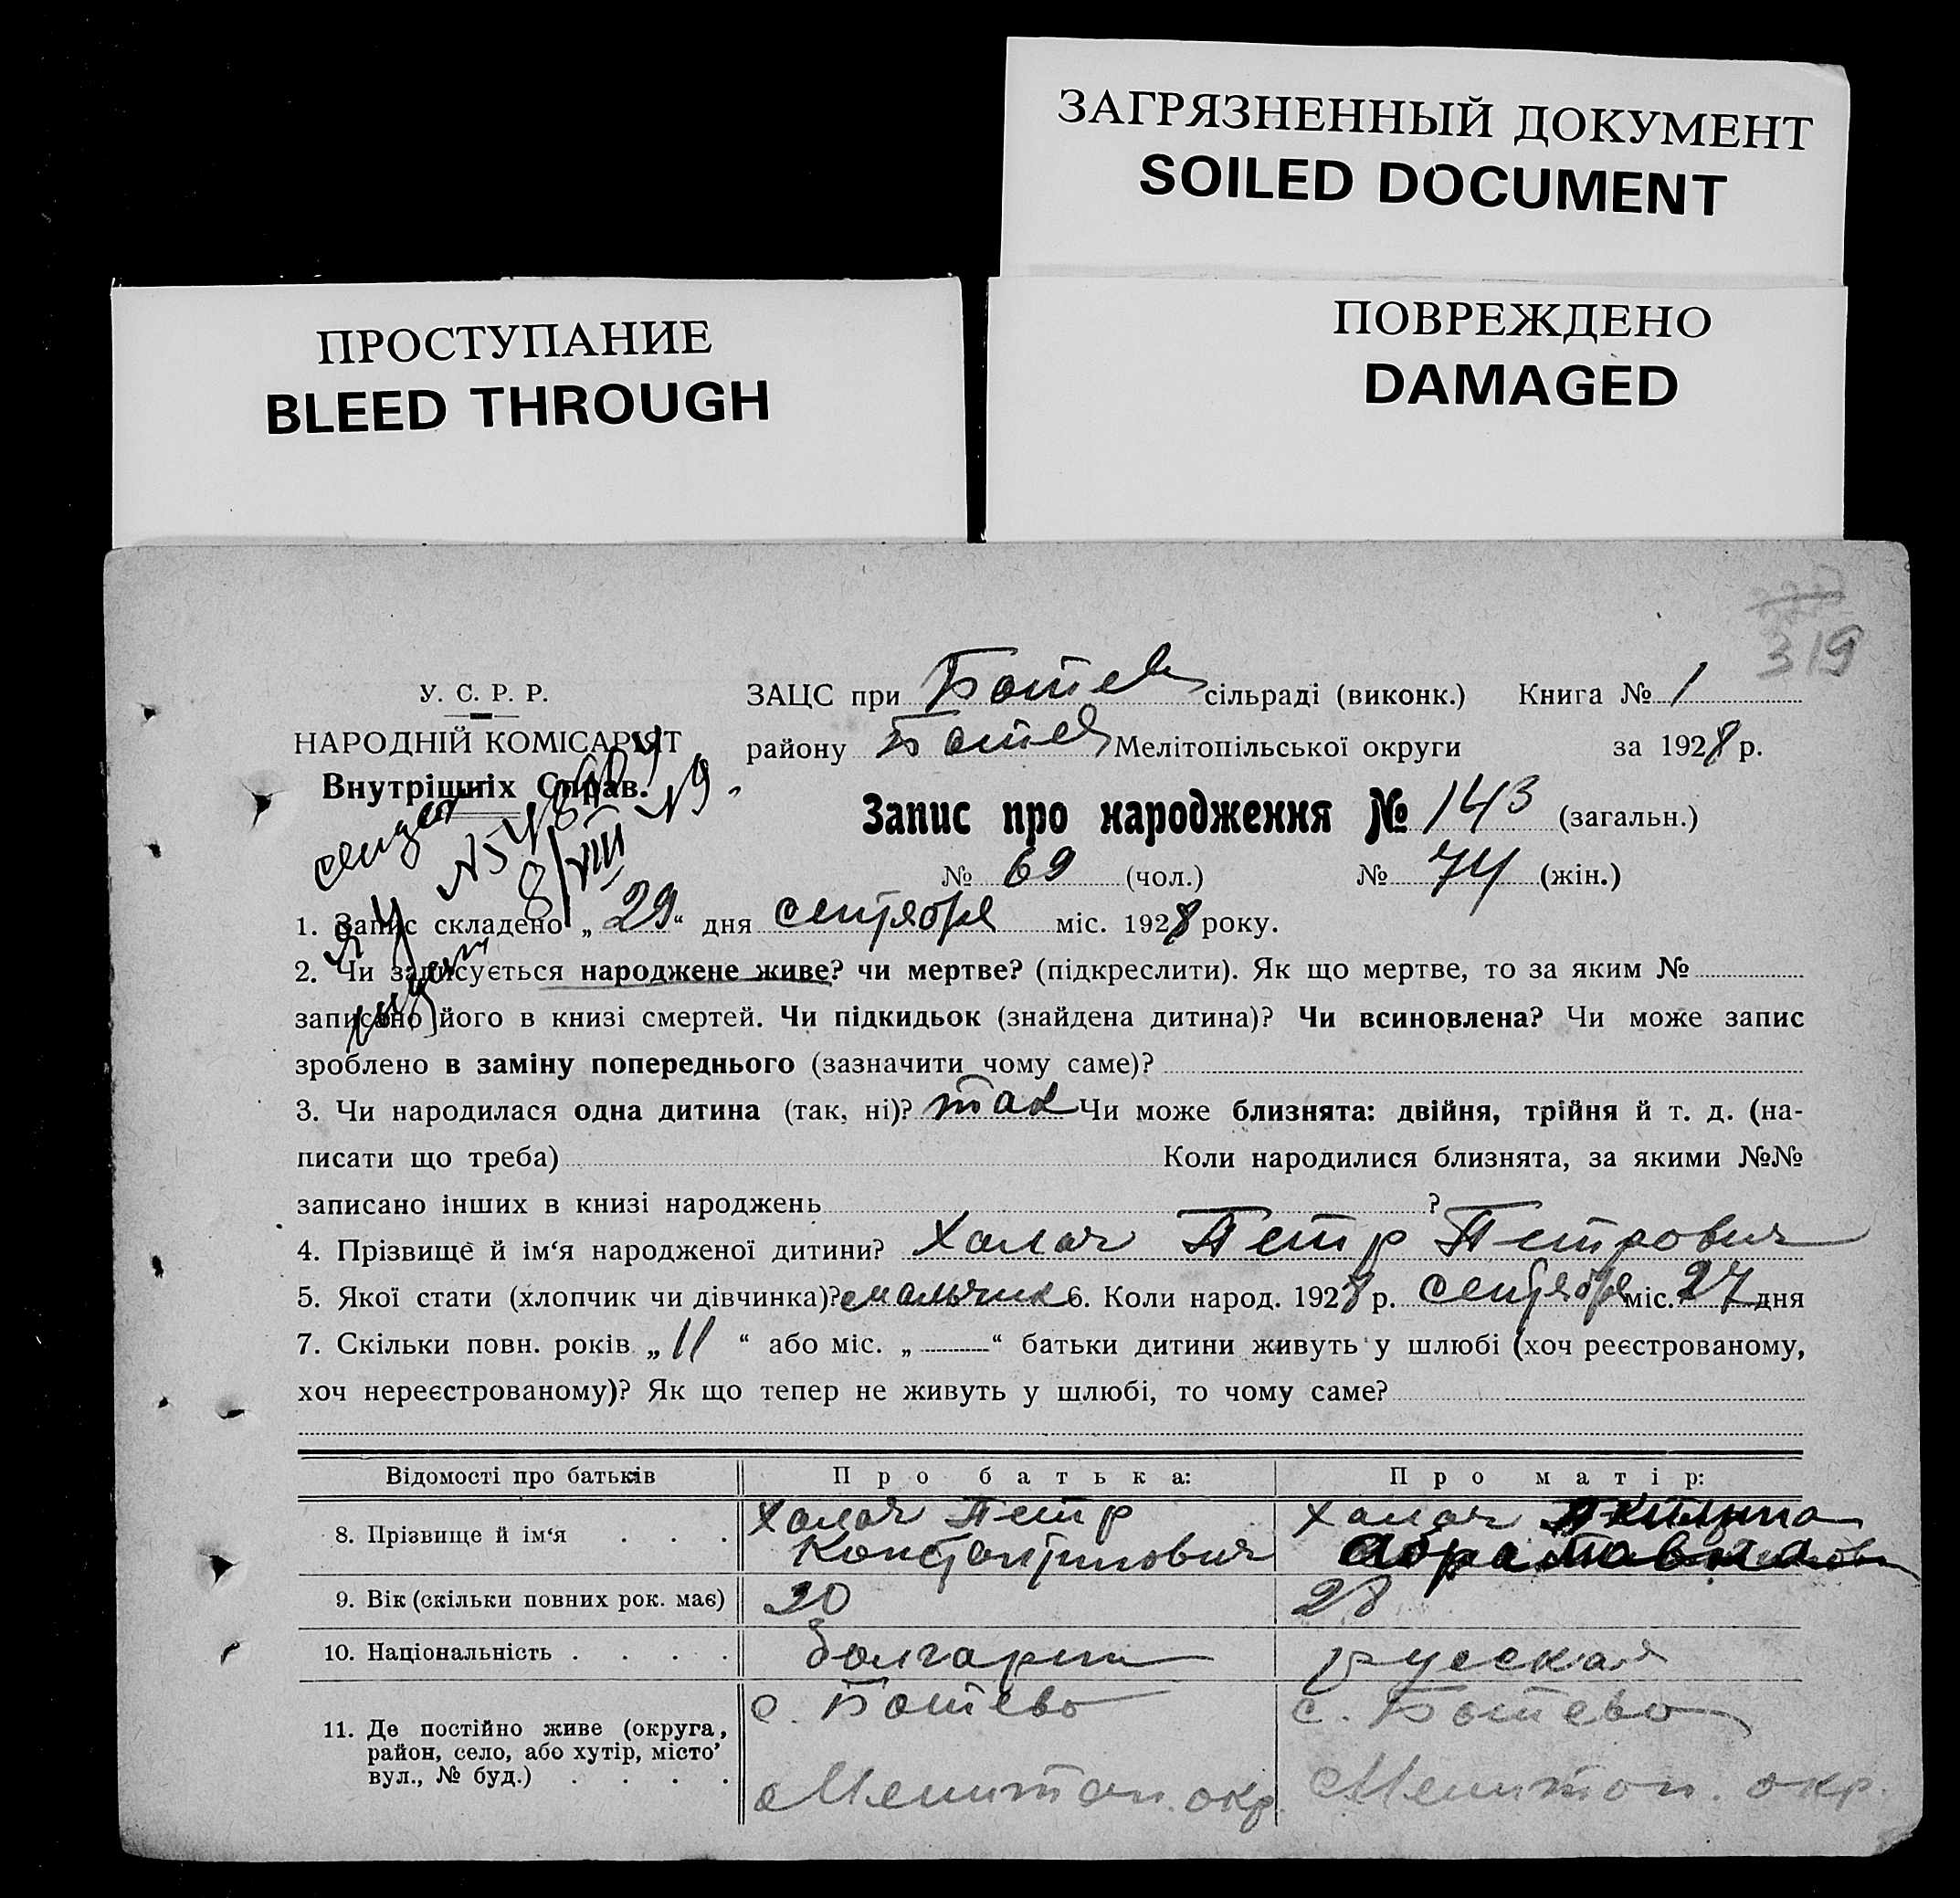 ЗАГРЯЗНЕННЫЙ ДОКУМЕНТ
SOILED DOCUMENT
ПРОСТУПАНИЕ
BLEED THROUGH
ПОВРЕЖДЕНО
DAMAGED
319
У. С. Р. Р.
НАРОДНІЙ КОМІСАРІЯТ
Внутрішніх Справ.
ЗАЦС при Ботев сільраді (виконк.) Книга № 1
району Ботев Мелітопільської округи за 1928 р.
Запис про народження № 143 (загальн.)
№ 69 (чол.) № 74 (жін.)
8/VIII
1. Запис складено „29“ дня сентября міс. 1928 року.
2. Чи записується народжене живе? чи мертве? (підкреслити). Як що мертве, то за яким №
записано його в книзі смертей. Чи підкидьок (знайдена дитина)? Чи всиновлена? Чи може запис
зроблено в заміну попереднього (зазначити чому саме)?
3. Чи народилася одна дитина (так, ні)? так Чи може близнята: двійня, трійня й т. д. (на-
писати що треба) Коли народилися близнята, за якими №№
записано інших в книзі народжень ?
4. Прізвище й ім‘я народженої дитини? Халач Петр Петрович
5. Якої стати (хлопчик чи дівчинка)? мальчик 6. Коли народ. 1928 р. сентября міс. 27 дня
7. Скільки повн. років „11“ або міс. „ “ батьки дитини живуть у шлюбі (хоч реєстрованому,
хоч нереєстрованому)? Як що тепер не живуть у шлюбі, то чому саме?
Відомості про батьків Про батька: Про матір:
8. Прізвище й ім‘я . . . Халач Петр Константинович Халач Акилина
9. Вік (скільки повних рок. має) 30 28
10. Національність . . . . Болгарин русская
11. Де постійно живе (округа, район, село, або хутір, місто, вул., № буд.) . . . . с. Ботево Мелитоп. окр. с. Ботево Мелитоп. окр.